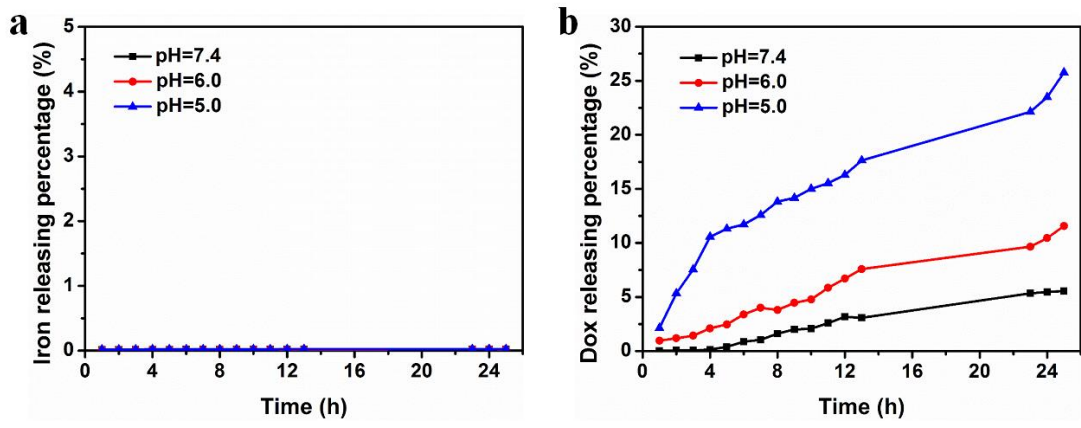 a
Iron releasing percentage (%)
5
4
3
2
1
0
pH=7.4
pH=6.0
pH=5.0
0 4 8 12 16 20 24
Time (h)
b
Dox releasing percentage (%)
30
25
20
15
10
5
0
pH=7.4
pH=6.0
pH=5.0
0 4 8 12 16 20 24
Time (h)